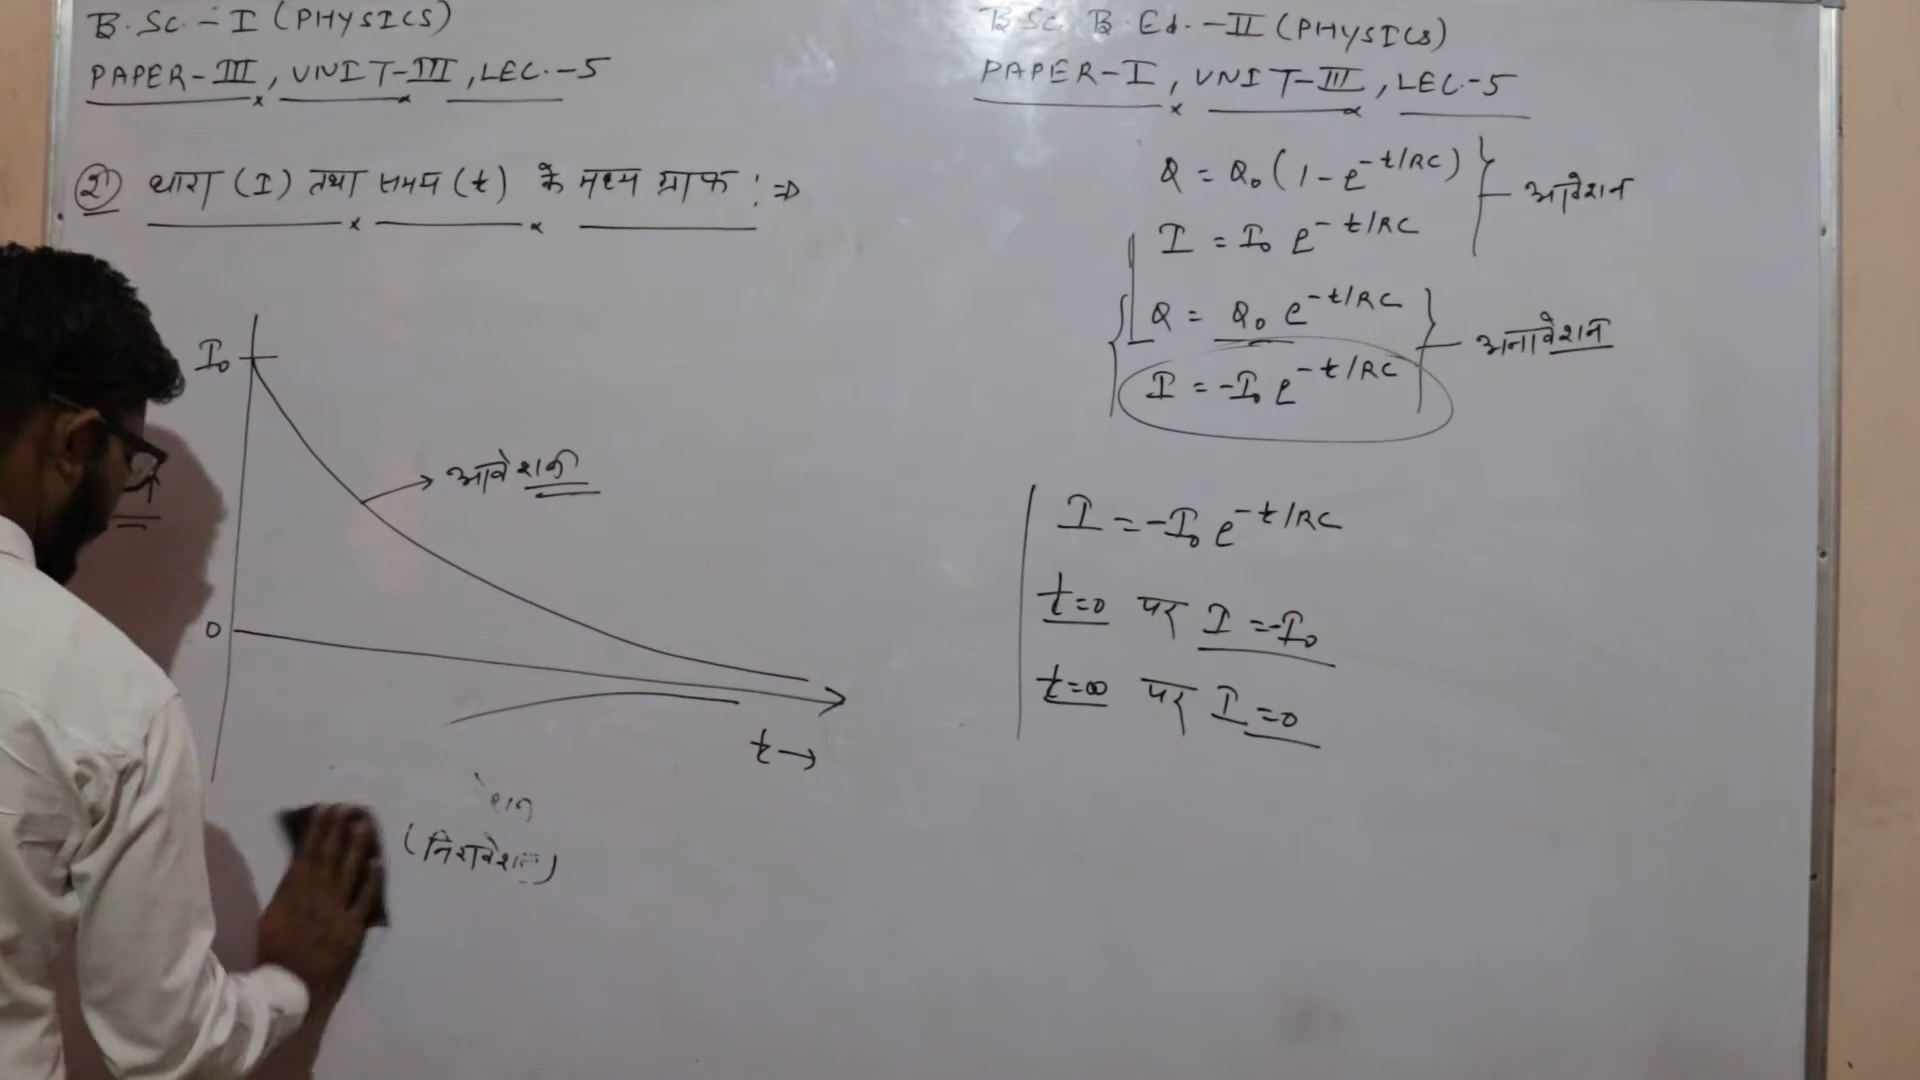 B.Sc.-I (PHYSICS)
PAPER-III, UNIT-III, LEC.-5
② धारा (I) तथा समय (t) के मध्य ग्राफ :⇒
I₀
आवेशन
0
t→
शन
(निरावेशन)
B.Sc. B.Ed.-II (PHYSICS)
PAPER-I, UNIT-III, LEC.-5
Q = Q₀(1-e^-t/RC)
I = I₀ e^-t/RC
आवेशन
Q = Q₀ e^-t/RC
I = -I₀ e^-t/RC
अनावेशन
I = -I₀ e^-t/RC
t=0 पर I=-I₀
t=∞ पर I=0